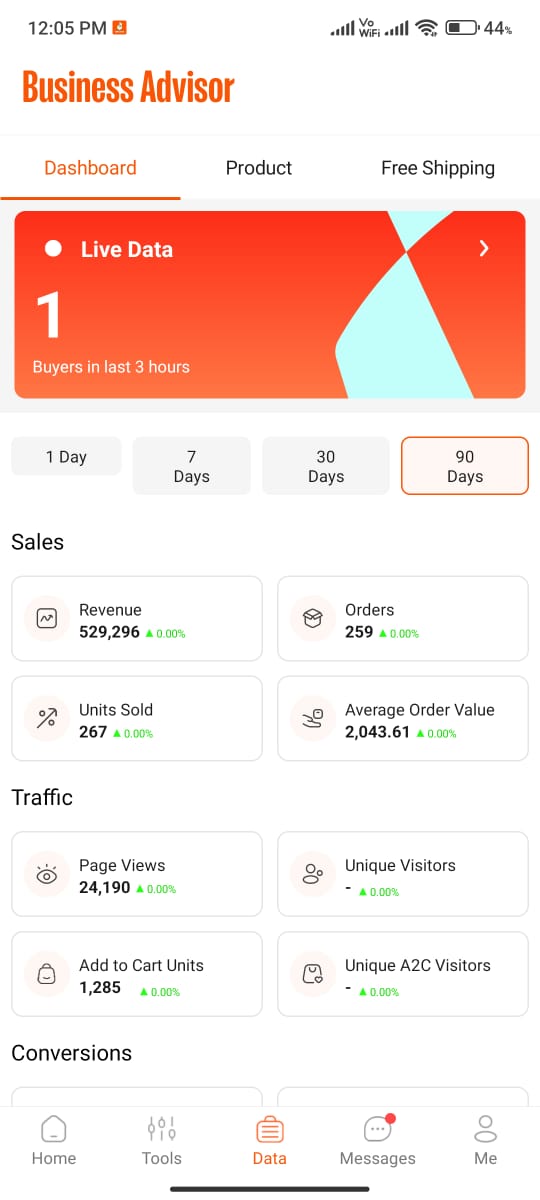 12:05 PM
Vo
WiFi
44%
Business Advisor
Dashboard Product Free Shipping
Live Data
1
Buyers in last 3 hours
1 Day
7
Days
30
Days
90
Days
Sales
Revenue
529,296 ▲ 0.00%
Orders
259 ▲ 0.00%
Units Sold
267 ▲ 0.00%
Average Order Value
2,043.61 ▲ 0.00%
Traffic
Page Views
24,190 ▲ 0.00%
Unique Visitors
- ▲ 0.00%
Add to Cart Units
1,285 ▲ 0.00%
Unique A2C Visitors
- ▲ 0.00%
Conversions
Home Tools Data Messages Me